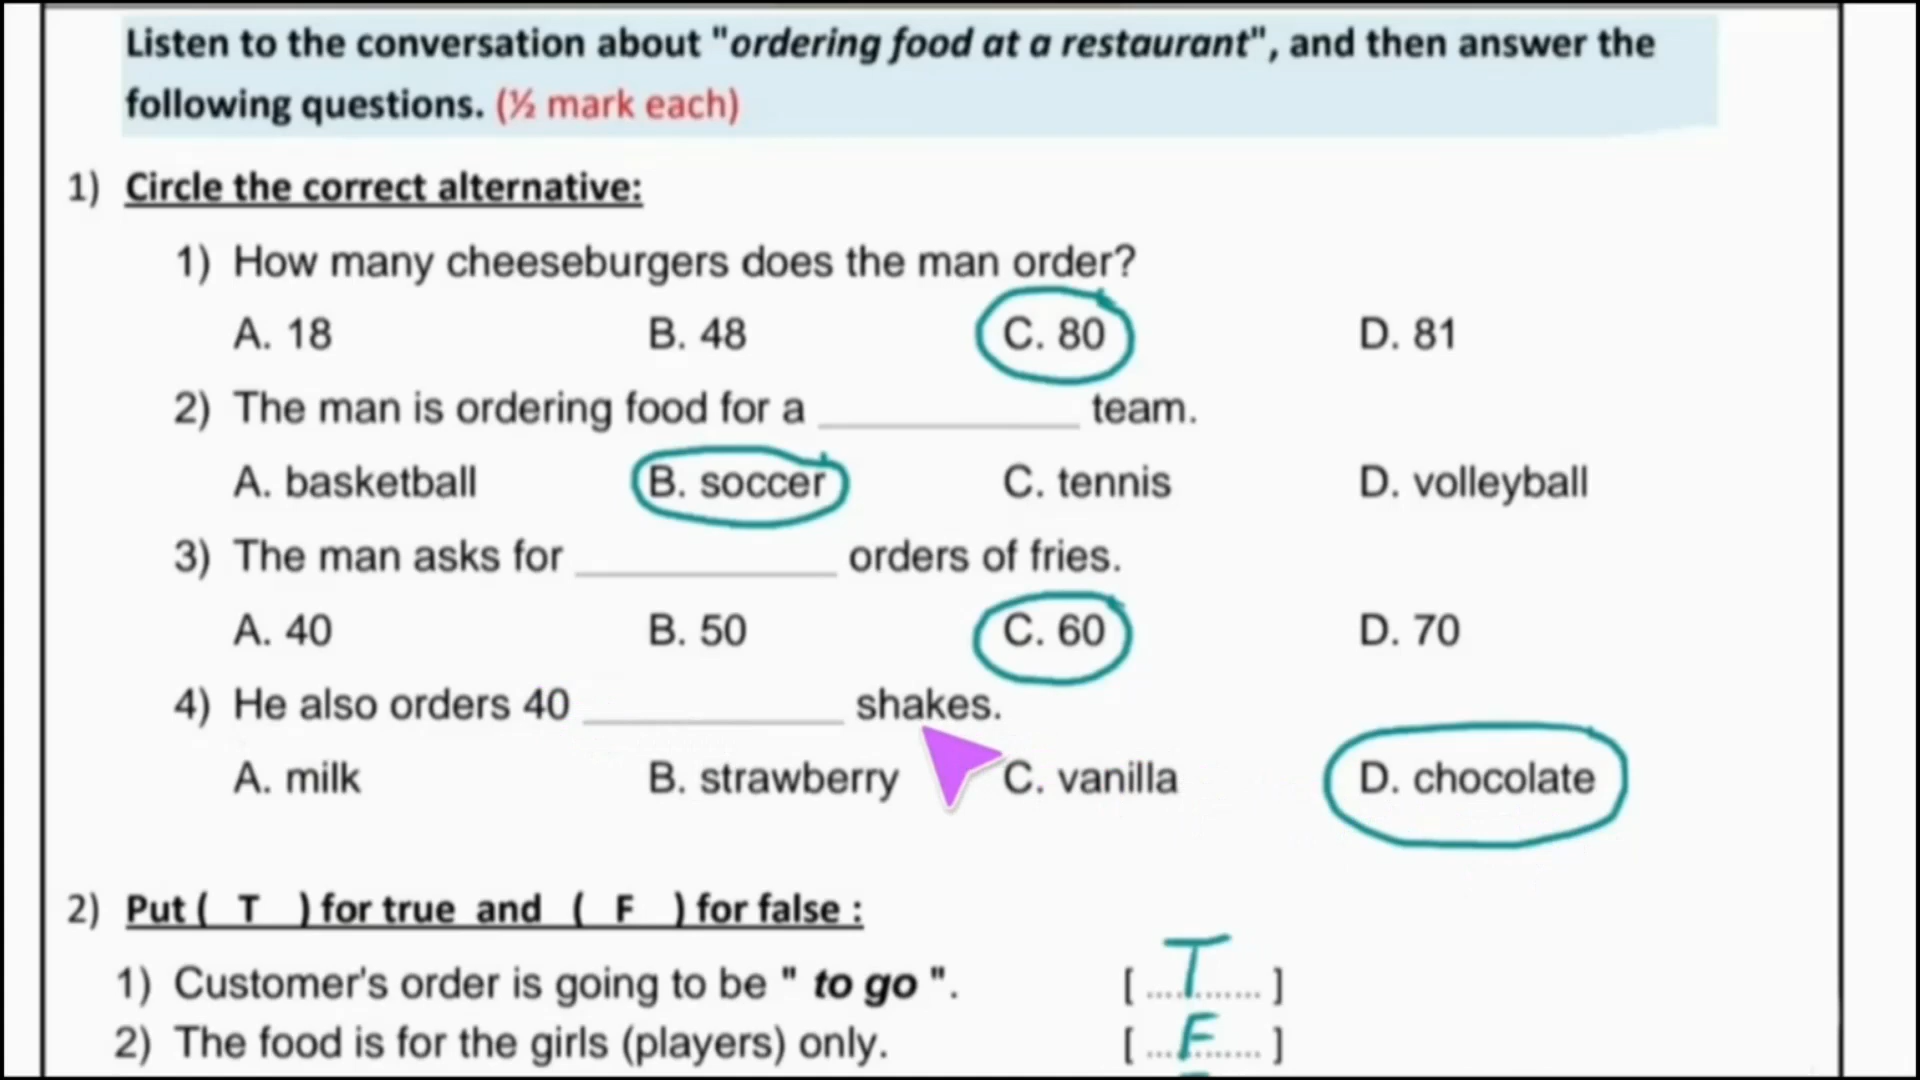 Listen to the conversation about "ordering food at a restaurant", and then answer the
following questions. (½ mark each)
1) Circle the correct alternative:
1) How many cheeseburgers does the man order?
A. 18 B. 48 C. 80 D. 81
2) The man is ordering food for a ____________ team.
A. basketball B. soccer C. tennis D. volleyball
3) The man asks for ____________ orders of fries.
A. 40 B. 50 C. 60 D. 70
4) He also orders 40 ____________ shakes.
A. milk B. strawberry C. vanilla D. chocolate
2) Put ( T ) for true and ( F ) for false :
1) Customer's order is going to be " to go ". [ ....T....... ]
2) The food is for the girls (players) only. [ ....F....... ]